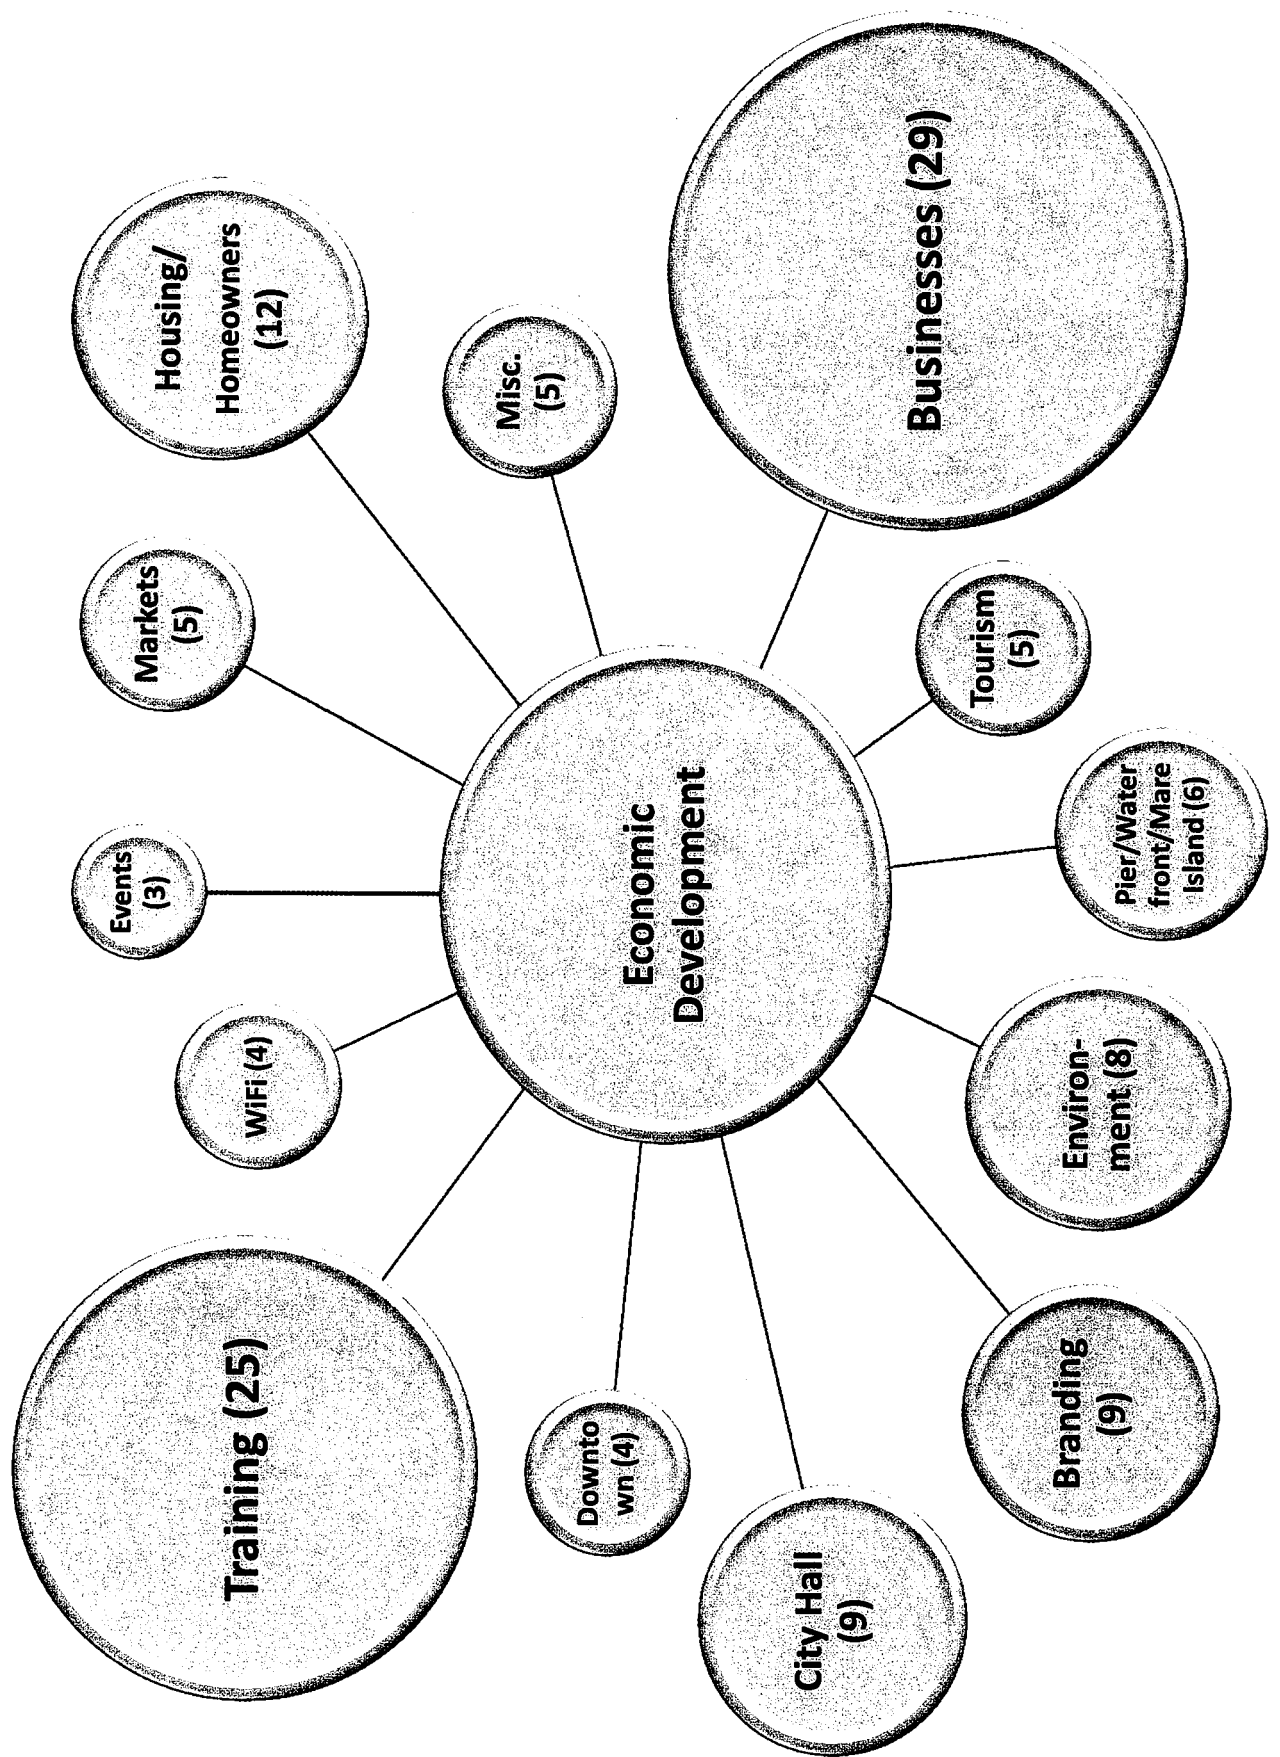 Training (25)
WiFi (4)
Events
(3)
Markets
(5)
Housing/
Homeowners
(12)
Misc.
(5)
Businesses (29)
Tourism
(5)
Pier/Water
front/Mare
Island (6)
Environ-
ment (8)
Branding
(9)
City Hall
(9)
Downto
wn (4)
Economic
Development